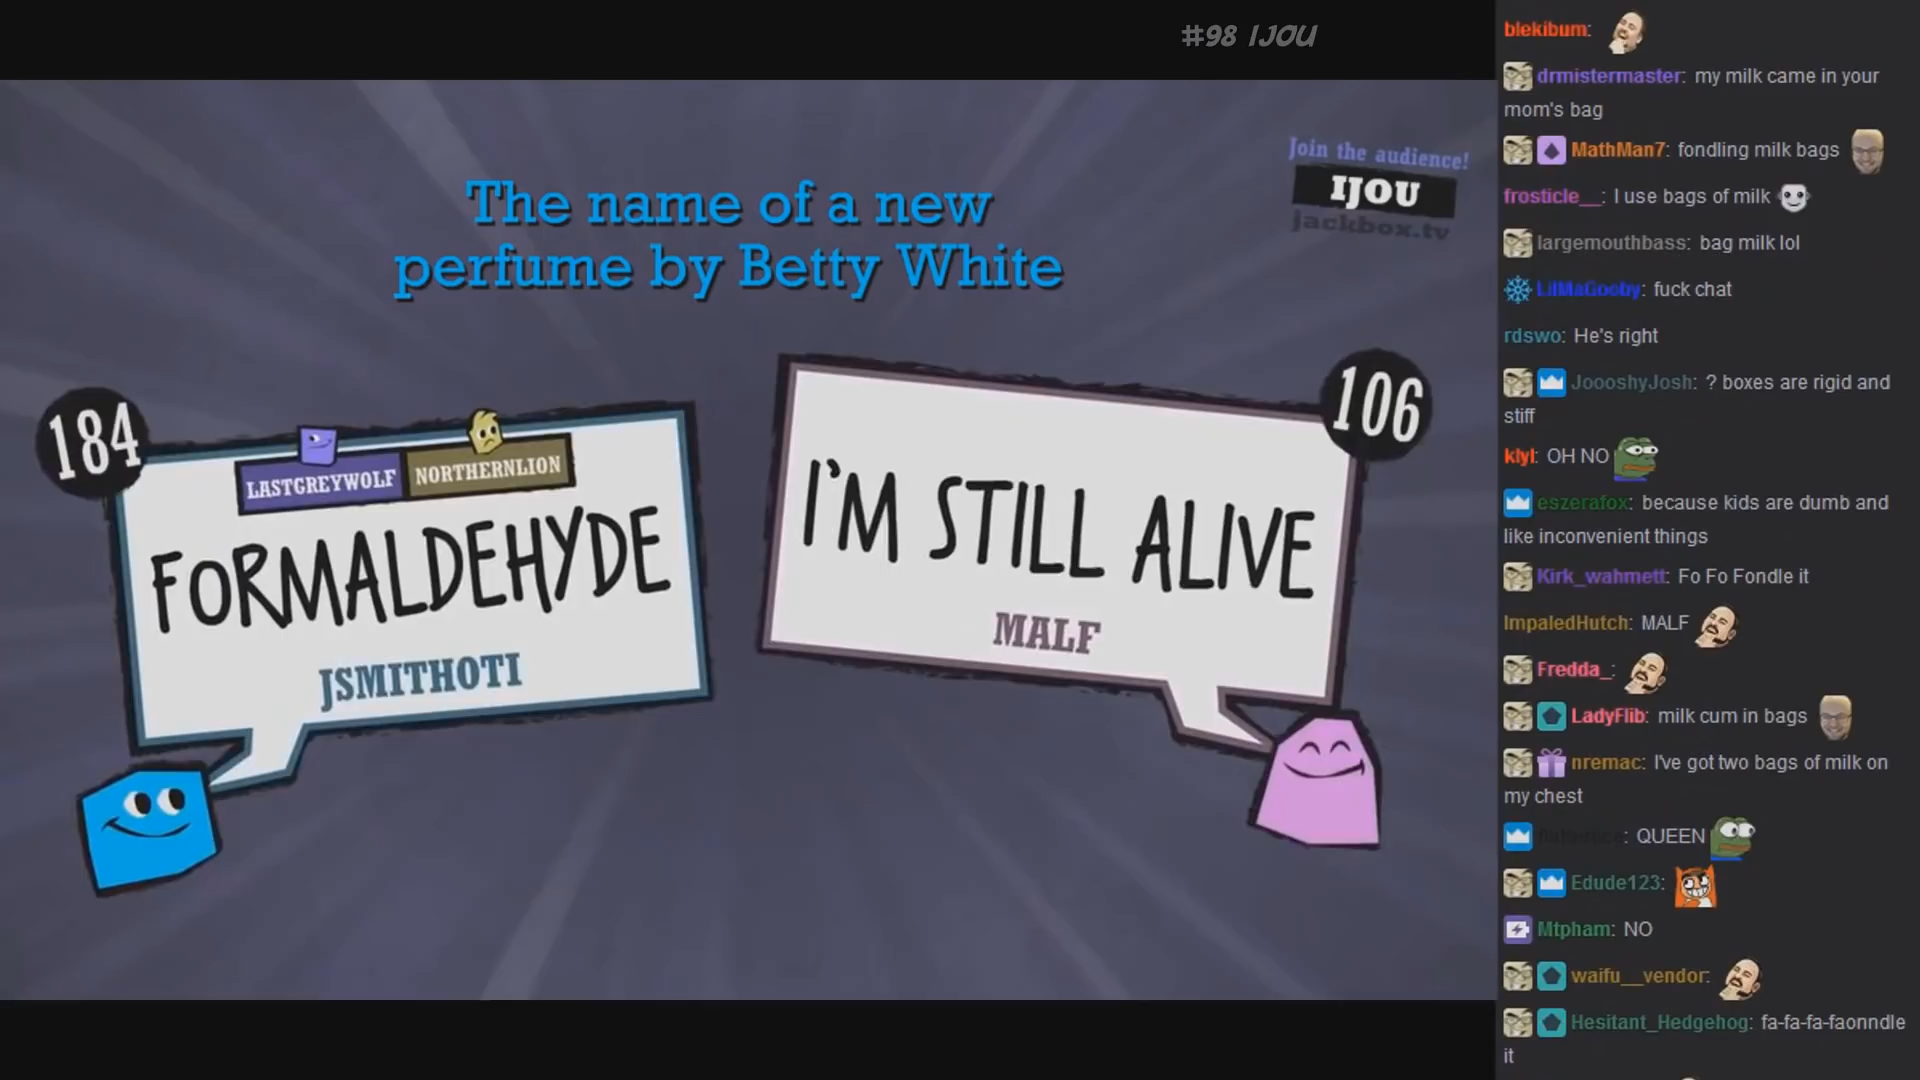 #98 IJOU
Join the audience!
IJOU
jackbox.tv
The name of a new
perfume by Betty White
184
LASTGREYWOLF
NORTHERNLION
FORMALDEHYDE
JSMITHOTI
106
I'M STILL ALIVE
MALF
blekibum:
drmistermaster: my milk came in your
mom's bag
MathMan7: fondling milk bags
frosticle__: I use bags of milk
largemouthbass: bag milk lol
LilMaGooby: fuck chat
rdswo: He's right
JoooshyJosh: ? boxes are rigid and
stiff
klyl: OH NO
eszerafox: because kids are dumb and
like inconvenient things
Kirk_wahmett: Fo Fo Fondle it
ImpaledHutch: MALF
Fredda_:
LadyFlib: milk cum in bags
nremac: I've got two bags of milk on
my chest
: QUEEN
Edude123:
Mtpham: NO
waifu__vendor:
Hesitant_Hedgehog: fa-fa-fa-faonndle
it